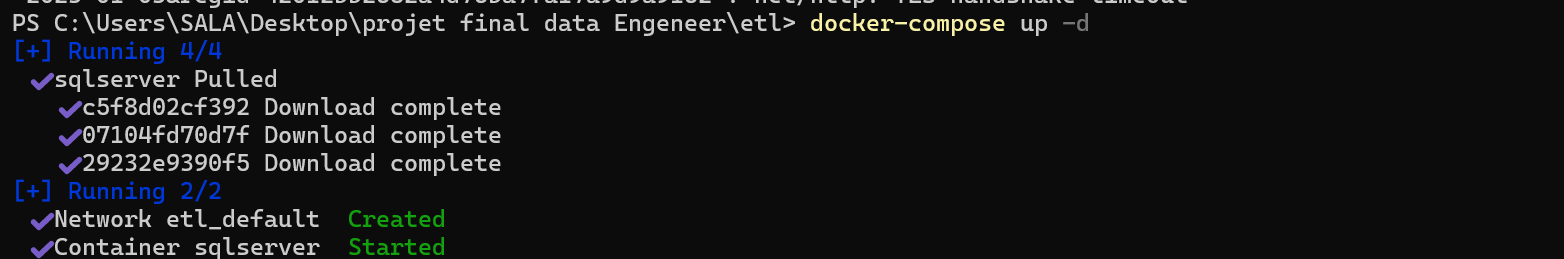 PS C:\Users\SALA\Desktop\projet final data Engeneer\etl> docker-compose up -d
[+] Running 4/4
✔sqlserver Pulled
✔c5f8d02cf392 Download complete
✔07104fd70d7f Download complete
✔29232e9390f5 Download complete
[+] Running 2/2
✔Network etl_default  Created
✔Container sqlserver  Started